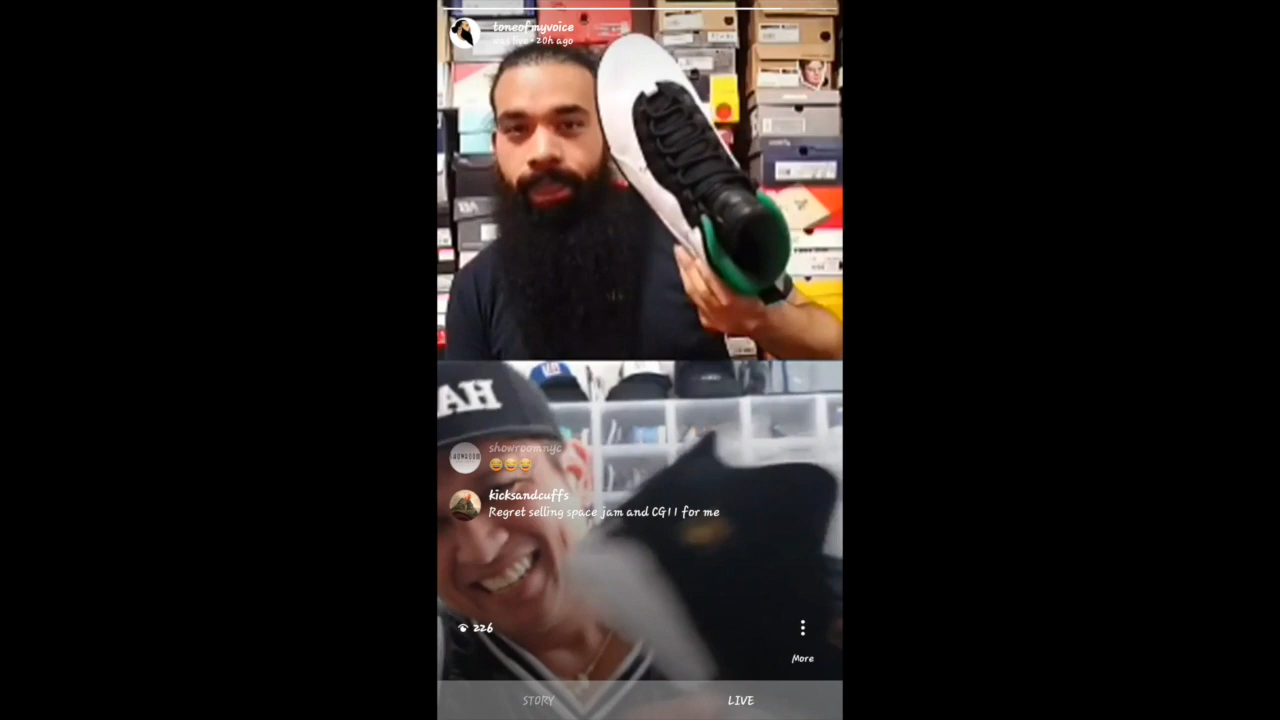 toneofmyvoice
was live • 20h ago
HAH
showroomnyc
😅😂😅
kicksandcuffs
Regret selling space jam and CG11 for me
226
More
STORY
LIVE